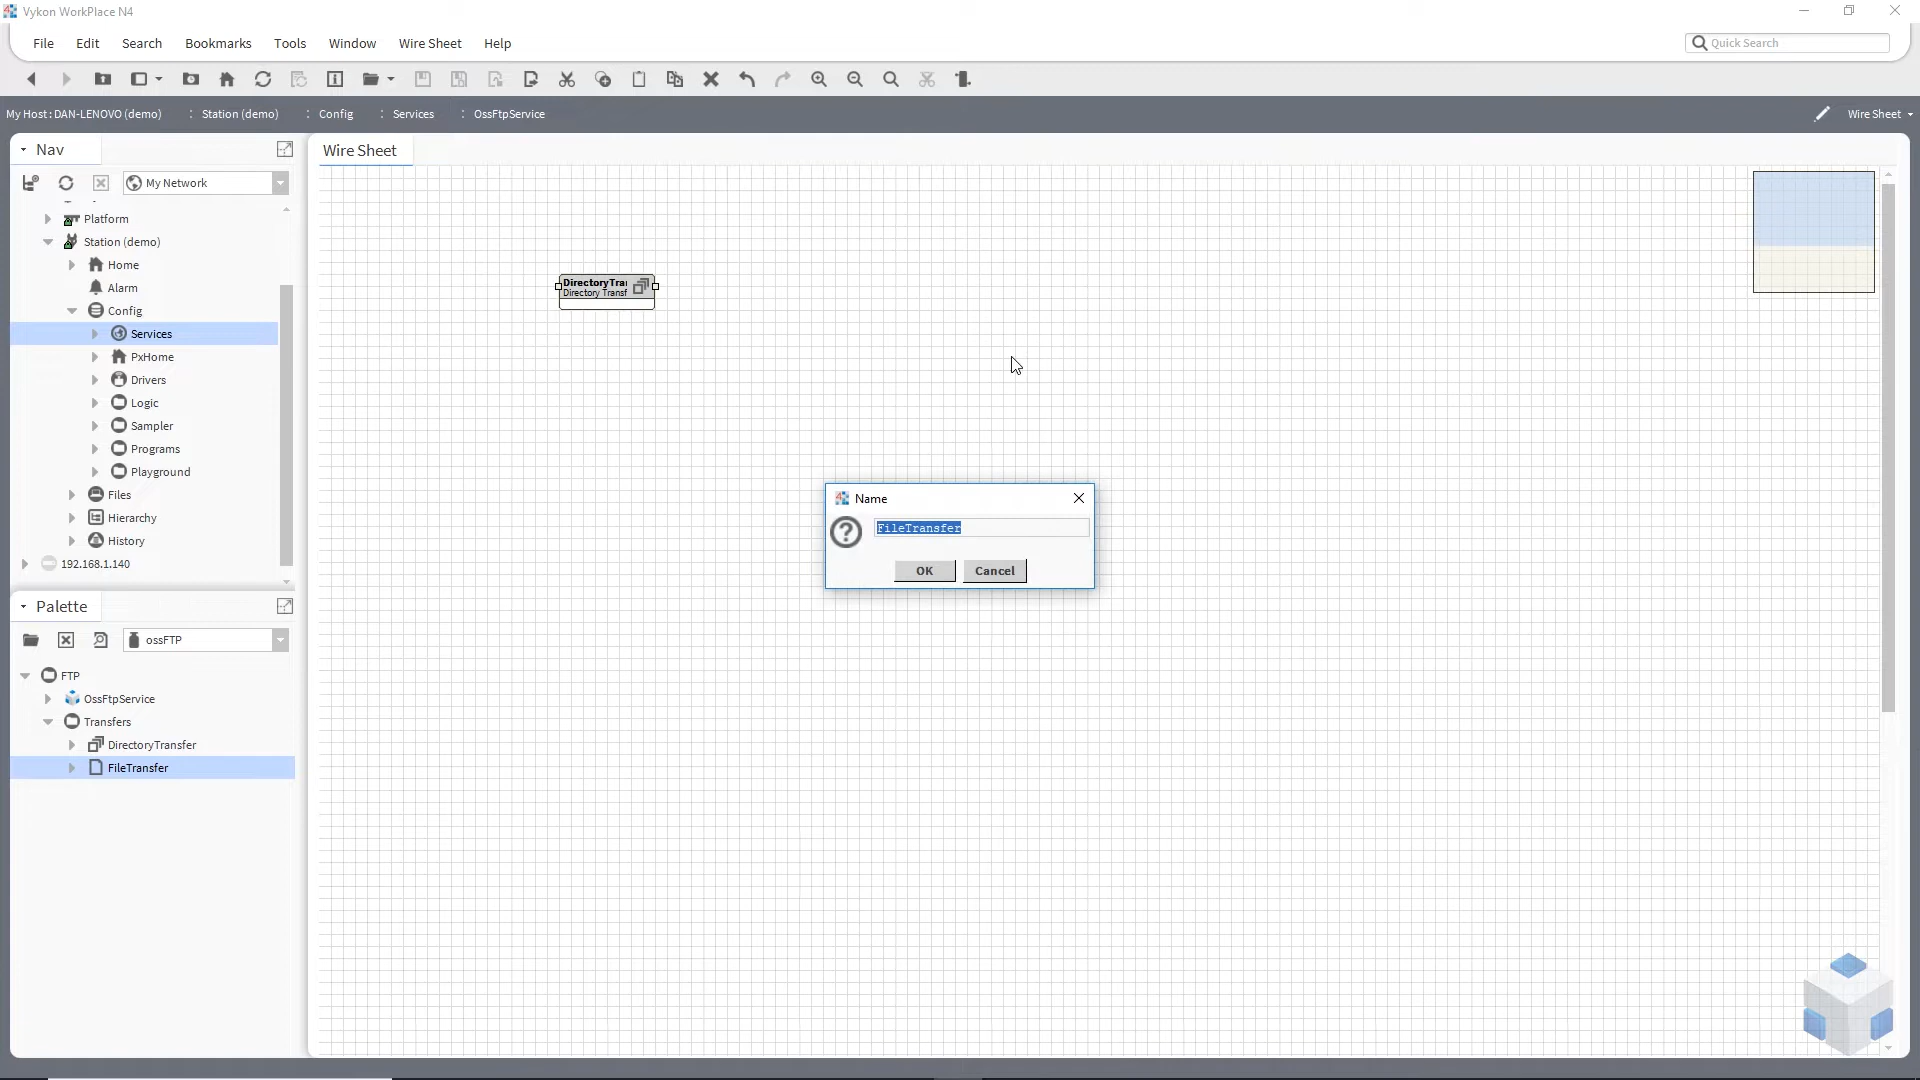 Vykon WorkPlace N4
File Edit Search Bookmarks Tools Window Wire Sheet Help
Quick Search
My Host : DAN-LENOVO (demo) : Station (demo) : Config : Services : OssFtpService
Wire Sheet
Nav
My Network
Platform
Station (demo)
Home
Alarm
Config
Services
PxHome
Drivers
Logic
Sampler
Programs
Playground
Files
Hierarchy
History
192.168.1.140
Palette
ossFTP
FTP
OssFtpService
Transfers
DirectoryTransfer
FileTransfer
Wire Sheet
DirectoryTra
Directory Transf
Name
FileTransfer
OK Cancel